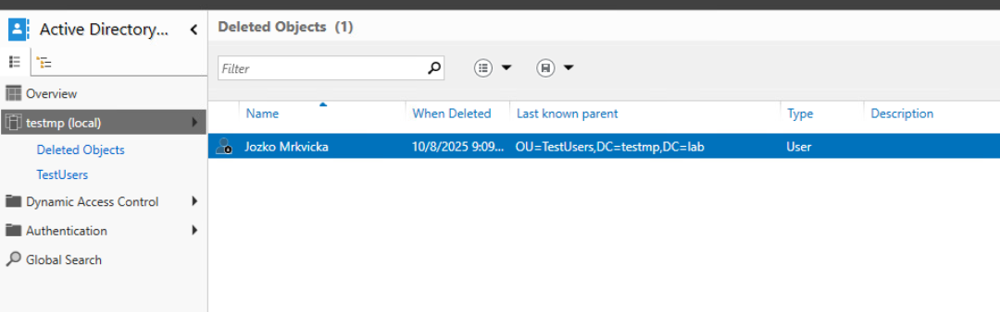 Active Directory...
Deleted Objects (1)
Filter
Overview
testmp (local)
Deleted Objects
TestUsers
Dynamic Access Control
Authentication
Global Search
Name When Deleted Last known parent Type Description
Jozko Mrkvicka 10/8/2025 9:09... OU=TestUsers,DC=testmp,DC=lab User